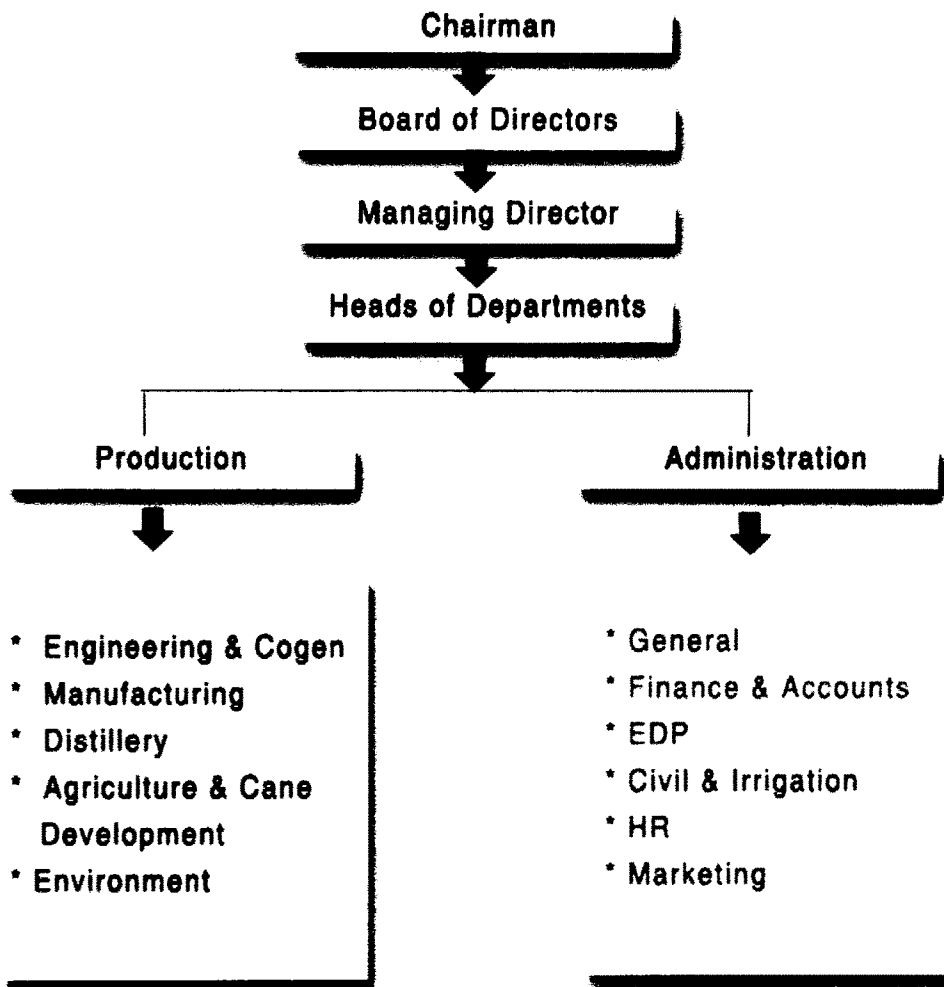 Chairman
Board of Directors
Managing Director
Heads of Departments
Production
* Engineering & Cogen
* Manufacturing
* Distillery
* Agriculture & Cane
Development
* Environment
Administration
* General
* Finance & Accounts
* EDP
* Civil & Irrigation
* HR
* Marketing